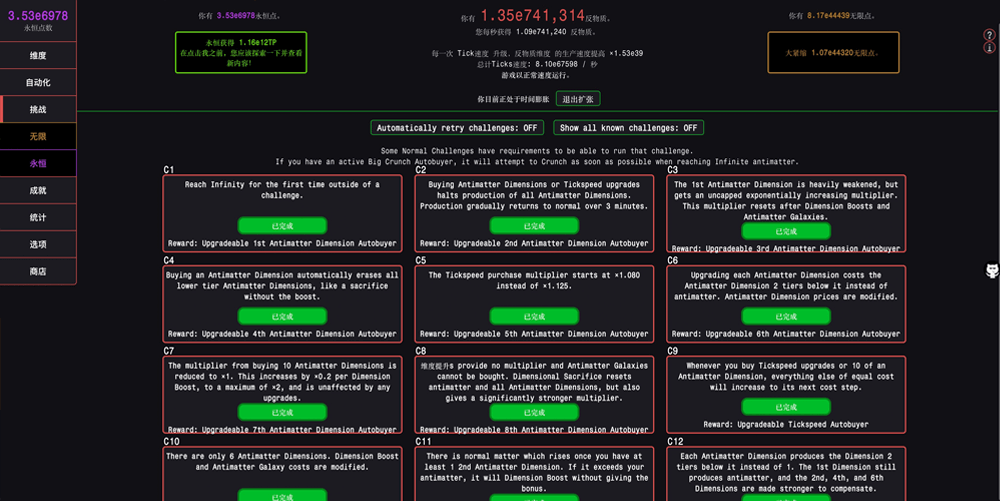 3.53e6978
永恒点数
维度
自动化
挑战
无限
永恒
成就
统计
选项
商店
你有 3.53e6978永恒点。
永恒获得 1.16e12TP
在点击我之前，您应该探索一下并查看
新内容!
你有 1.35e741,314反物质。
您每秒获得 1.09e741,240 反物质。
每一次 Tick速度 升级，反物质维度 的生产速度提高 ×1.53e39
总计Ticks速度: 8.10e67598 / 秒
游戏以正常速度运行。
你目前正处于时间膨胀
退出扩张
你有 8.17e44439无限点。
大紧缩 1.07e44320无限点。
?
i
Automatically retry challenges: OFF
Show all known challenges: OFF
Some Normal Challenges have requirements to be able to run that challenge.
If you have an active Big Crunch Autobuyer, it will attempt to Crunch as soon as possible when reaching Infinite antimatter.
C1
Reach Infinity for the first time outside of a
challenge.
已完成
Reward: Upgradeable 1st Antimatter Dimension Autobuyer
C2
Buying Antimatter Dimensions or Tickspeed upgrades
halts production of all Antimatter Dimensions.
Production gradually returns to normal over 3 minutes.
已完成
Reward: Upgradeable 2nd Antimatter Dimension Autobuyer
C3
The 1st Antimatter Dimension is heavily weakened, but
gets an uncapped exponentially increasing multiplier.
This multiplier resets after Dimension Boosts and
Antimatter Galaxies.
已完成
Reward: Upgradeable 3rd Antimatter Dimension Autobuyer
C4
Buying an Antimatter Dimension automatically erases all
lower tier Antimatter Dimensions, like a sacrifice
without the boost.
已完成
Reward: Upgradeable 4th Antimatter Dimension Autobuyer
C5
The Tickspeed purchase multiplier starts at ×1.080
instead of ×1.125.
已完成
Reward: Upgradeable 5th Antimatter Dimension Autobuyer
C6
Upgrading each Antimatter Dimension costs the
Antimatter Dimension 2 tiers below it instead of
antimatter. Antimatter Dimension prices are modified.
已完成
Reward: Upgradeable 6th Antimatter Dimension Autobuyer
C7
The multiplier from buying 10 Antimatter Dimensions is
reduced to ×1. This increases by ×0.2 per Dimension
Boost, to a maximum of ×2, and is unaffected by any
upgrades.
已完成
Reward: Upgradeable 7th Antimatter Dimension Autobuyer
C8
维度提升s provide no multiplier and Antimatter Galaxies
cannot be bought. Dimensional Sacrifice resets
antimatter and all Antimatter Dimensions, but also
gives a significantly stronger multiplier.
已完成
Reward: Upgradeable 8th Antimatter Dimension Autobuyer
C9
Whenever you buy Tickspeed upgrades or 10 of an
Antimatter Dimension, everything else of equal cost
will increase to its next cost step.
已完成
Reward: Upgradeable Tickspeed Autobuyer
C10
There are only 6 Antimatter Dimensions. Dimension Boost
and Antimatter Galaxy costs are modified.
已完成
C11
There is normal matter which rises once you have at
least 1 2nd Antimatter Dimension. If it exceeds your
antimatter, it will Dimension Boost without giving the
bonus.
已完成
C12
Each Antimatter Dimension produces the Dimension 2
tiers below it instead of 1. The 1st Dimension still
produces antimatter, and the 2nd, 4th, and 6th
Dimensions are made stronger to compensate.
已完成